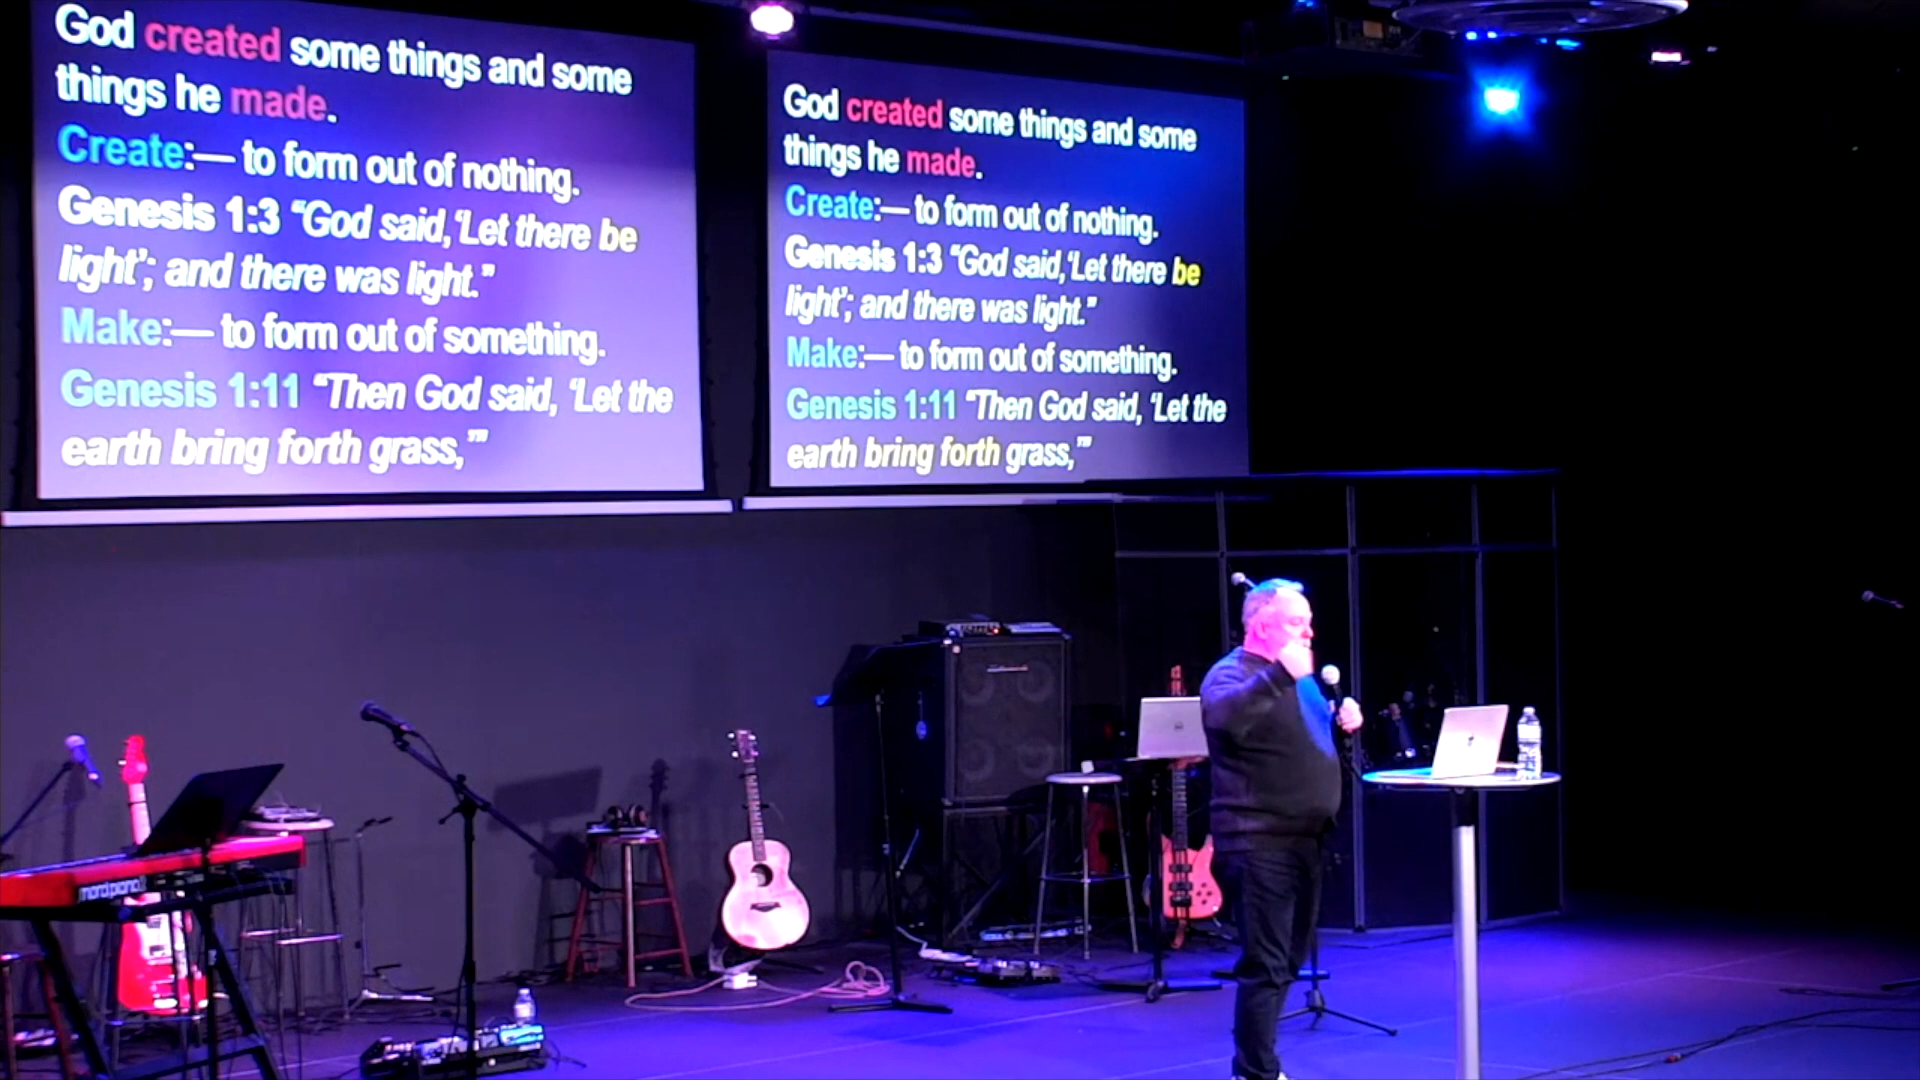 God created some things and some
things he made.
Create:— to form out of nothing.
Genesis 1:3 “God said,‘Let there be
light’; and there was light.”
Make:— to form out of something.
Genesis 1:11 “Then God said, ‘Let the
earth bring forth grass,’”
God created some things and some
things he made.
Create:— to form out of nothing.
Genesis 1:3 “God said,‘Let there be
light’; and there was light.”
Make:— to form out of something.
Genesis 1:11 “Then God said, ‘Let the
earth bring forth grass,’”
nord piano